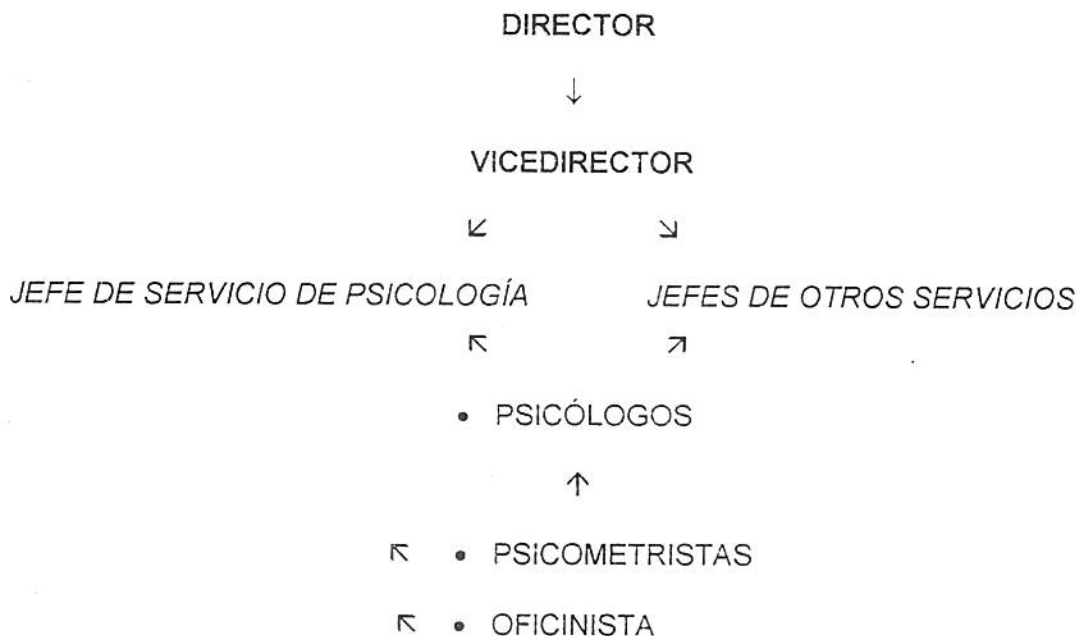 DIRECTOR
↓
VICEDIRECTOR
↙ ↘
JEFE DE SERVICIO DE PSICOLOGÍA JEFES DE OTROS SERVICIOS
↖ ↗
• PSICÓLOGOS
↑
↖ • PSICOMETRISTAS
↖ • OFICINISTA